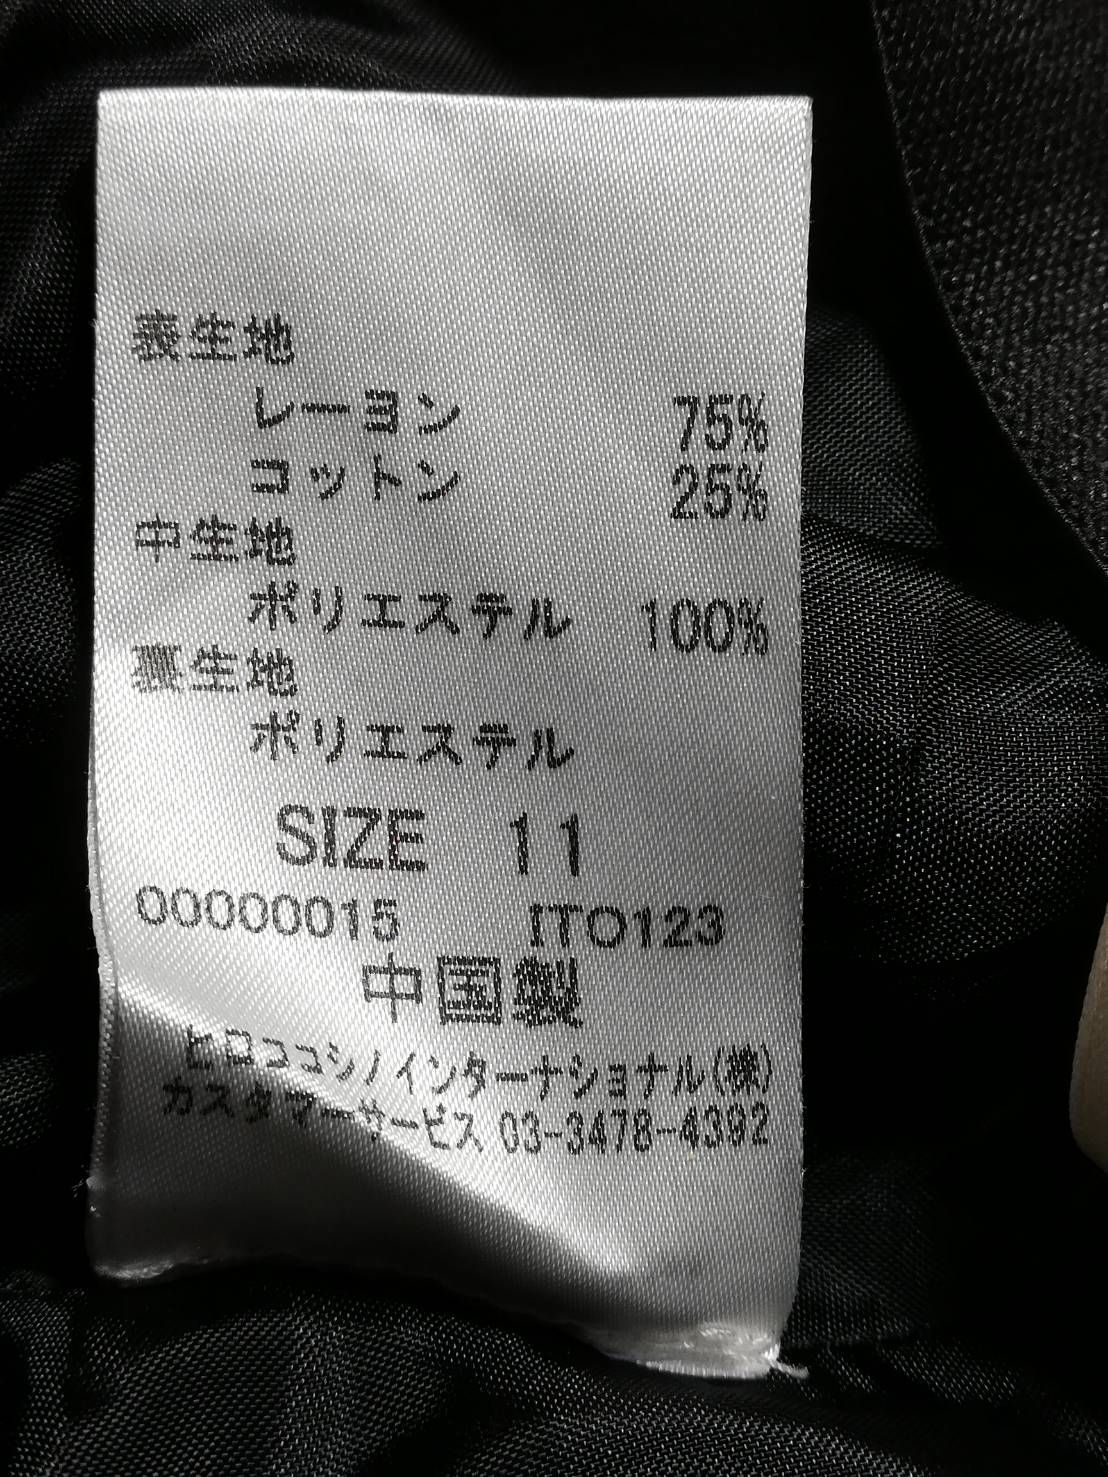 表生地
レーヨン 75%
コットン 25%
中生地
ポリエステル 100%
裏生地
ポリエステル
SIZE 11
00000015 ITO123
中国製
ヒロココシノインターナショナル(株)
カスタマーサービス 03-3478-4392